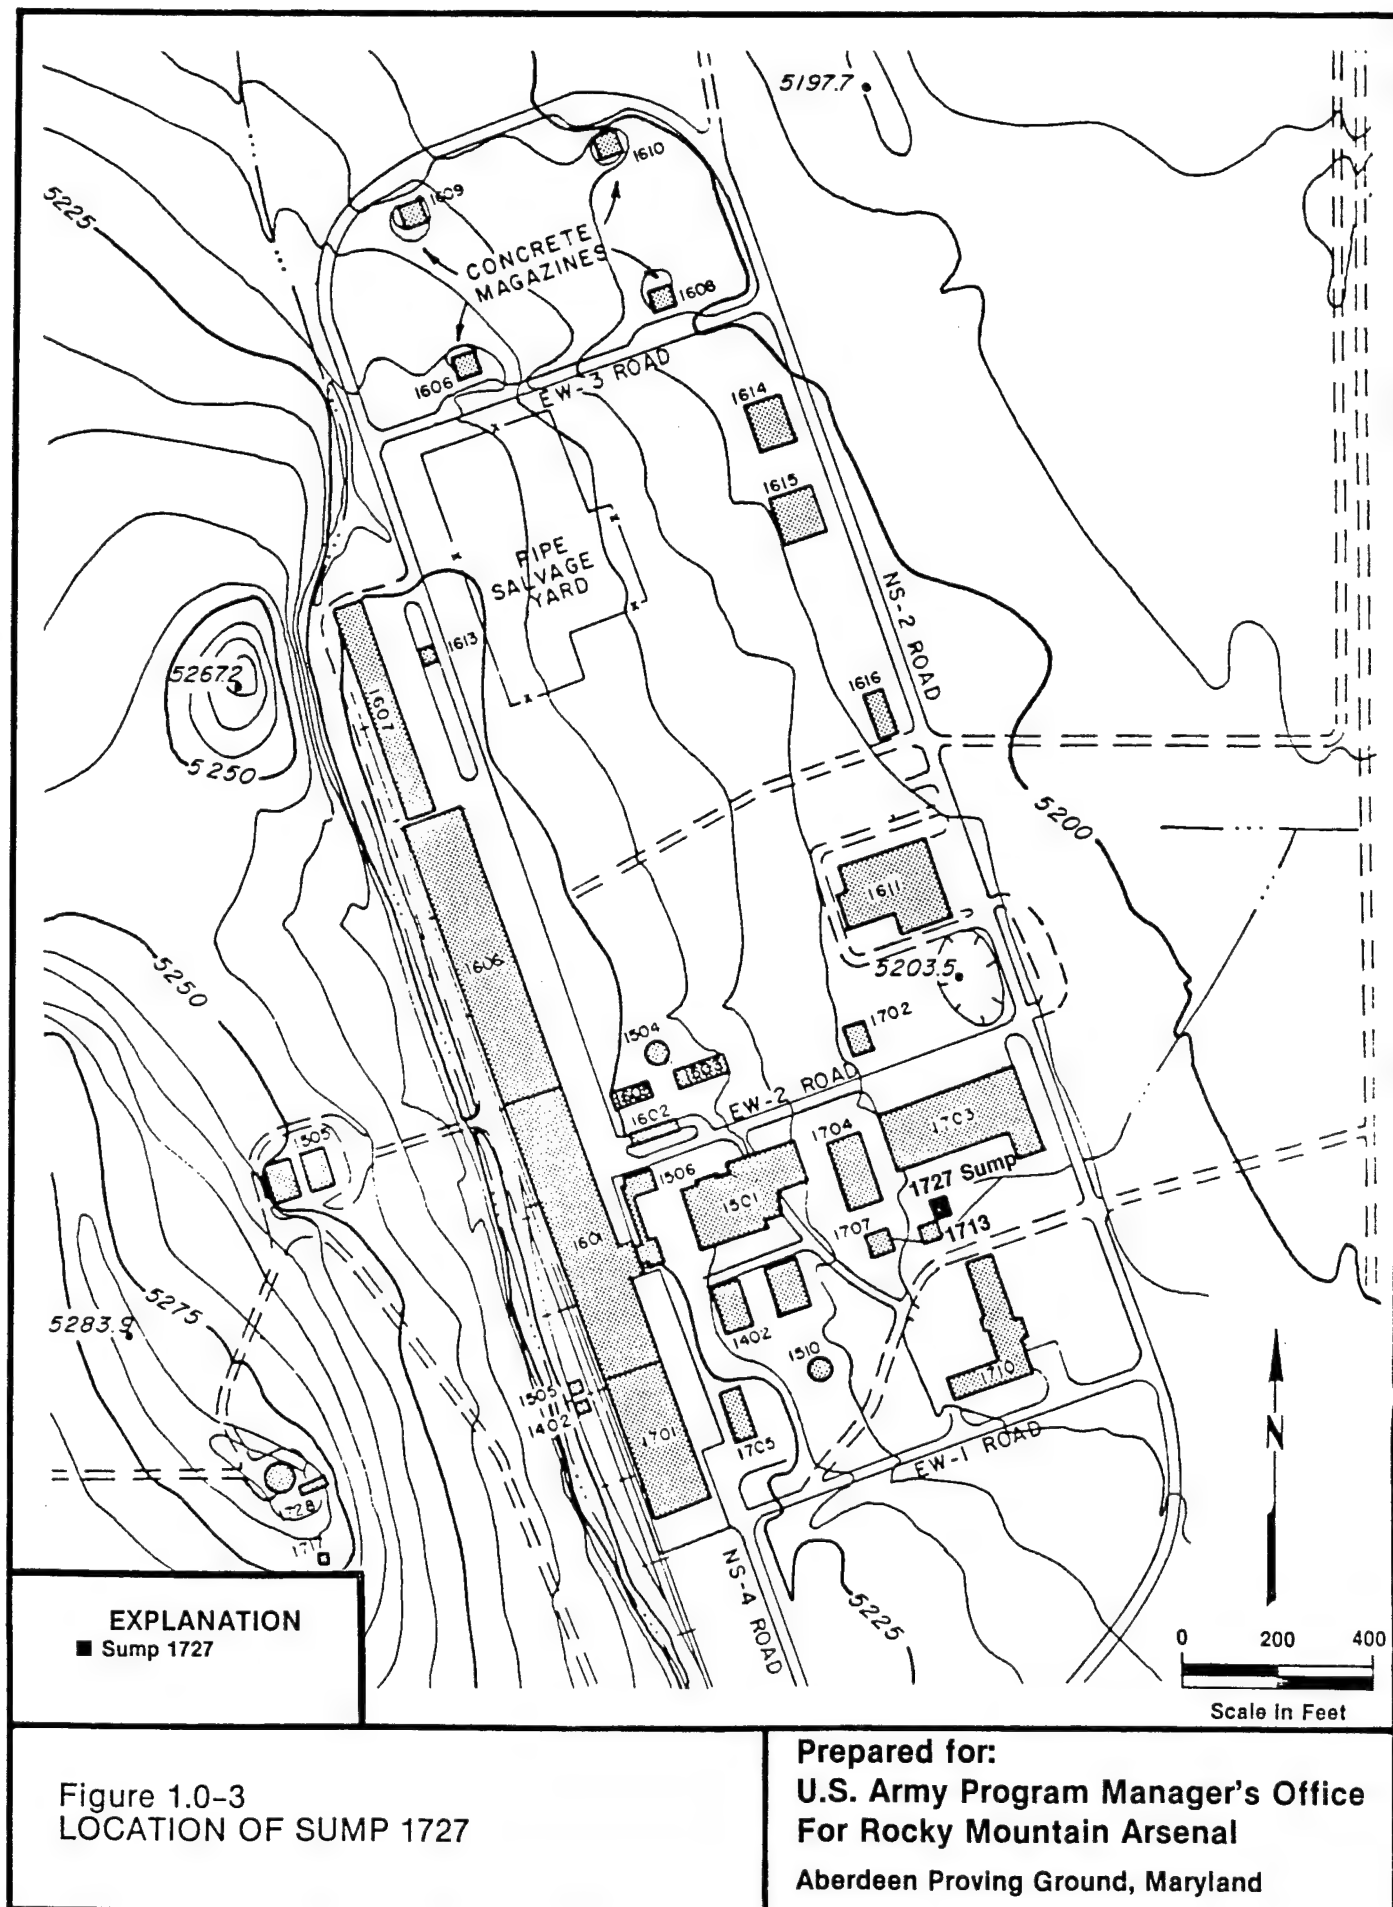 5197.7
1610
5225
1609
CONCRETE
MAGAZINES
1608
1606
EW-3 ROAD
1614
1615
PIPE
SALVAGE
YARD
NS-2 ROAD
1613
52672
1607
1616
5250
5200
1611
1606
5250
5203.5
1702
1504
1503
1605
EW-2 ROAD
1602
1704
1703
1505
1506
1727 Sump
1501
1707
1713
1601
5275
5283.9
1402
1510
1710
1505
1402
1701
1705
EW-1 ROAD
N
1728
1717
NS-4 ROAD
5225
EXPLANATION
Sump 1727
0 200 400
Scale in Feet
Figure 1.0-3
LOCATION OF SUMP 1727
Prepared for:
U.S. Army Program Manager's Office
For Rocky Mountain Arsenal
Aberdeen Proving Ground, Maryland